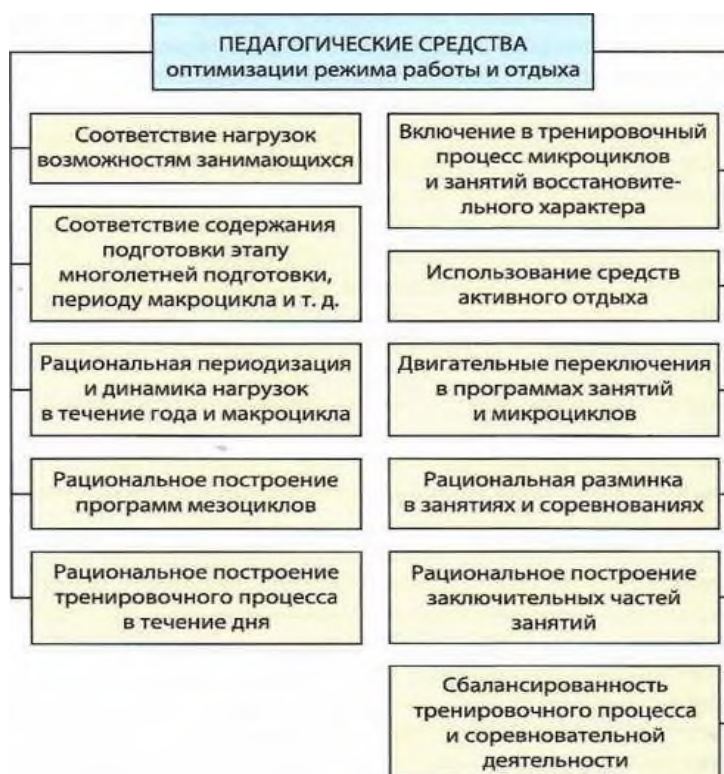 ПЕДАГОГИЧЕСКИЕ СРЕДСТВА
оптимизации режима работы и отдыха
Соответствие нагрузок
возможностям занимающихся
Соответствие содержания
подготовки этапу
многолетней подготовки,
периоду макроцикла и т. д.
Рациональная периодизация
и динамика нагрузок
в течение года и макроцикла
Рациональное построение
программ мезоциклов
Рациональное построение
тренировочного процесса
в течение дня
Включение в тренировочный
процесс микроциклов
и занятий восстановите-
льного характера
Использование средств
активного отдыха
Двигательные переключения
в программах занятий
и микроциклов
Рациональная разминка
в занятиях и соревнованиях
Рациональное построение
заключительных частей
занятий
Сбалансированность
тренировочного процесса
и соревновательной
деятельности